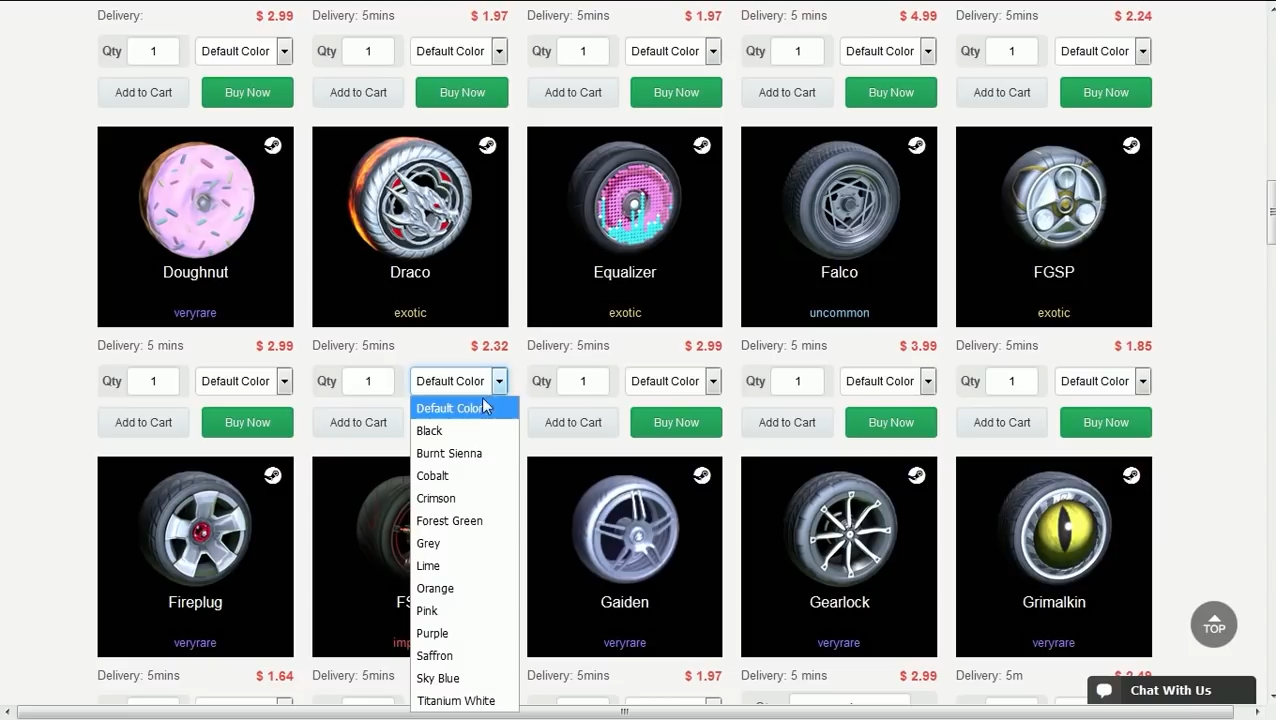 Delivery: $ 2.99 Delivery: 5mins $ 1.97 Delivery: 5mins $ 1.97 Delivery: 5 mins $ 4.99 Delivery: 5mins $ 2.24
Qty 1 Default Color Qty 1 Default Color Qty 1 Default Color Qty 1 Default Color Qty 1 Default Color
Add to Cart Buy Now Add to Cart Buy Now Add to Cart Buy Now Add to Cart Buy Now Add to Cart Buy Now
Doughnut Draco Equalizer Falco FGSP
veryrare exotic exotic uncommon exotic
Delivery: 5 mins $ 2.99 Delivery: 5mins $ 2.32 Delivery: 5mins $ 2.99 Delivery: 5 mins $ 3.99 Delivery: 5mins $ 1.85
Qty 1 Default Color Qty 1 Default Color Qty 1 Default Color Qty 1 Default Color Qty 1 Default Color
Add to Cart Buy Now Add to Cart Add to Cart Buy Now Add to Cart Buy Now Add to Cart Buy Now
Default Color
Black
Burnt Sienna
Cobalt
Crimson
Forest Green
Grey
Lime
Orange
Pink
Purple
Saffron
Sky Blue
Titanium White
Fireplug Gaiden Gearlock Grimalkin
veryrare veryrare veryrare veryrare
Delivery: 5mins $ 1.64 Delivery: 5mins Delivery: 5mins $ 1.97 Delivery: 5mins $ 2.99 Delivery: 5m
TOP
Chat With Us